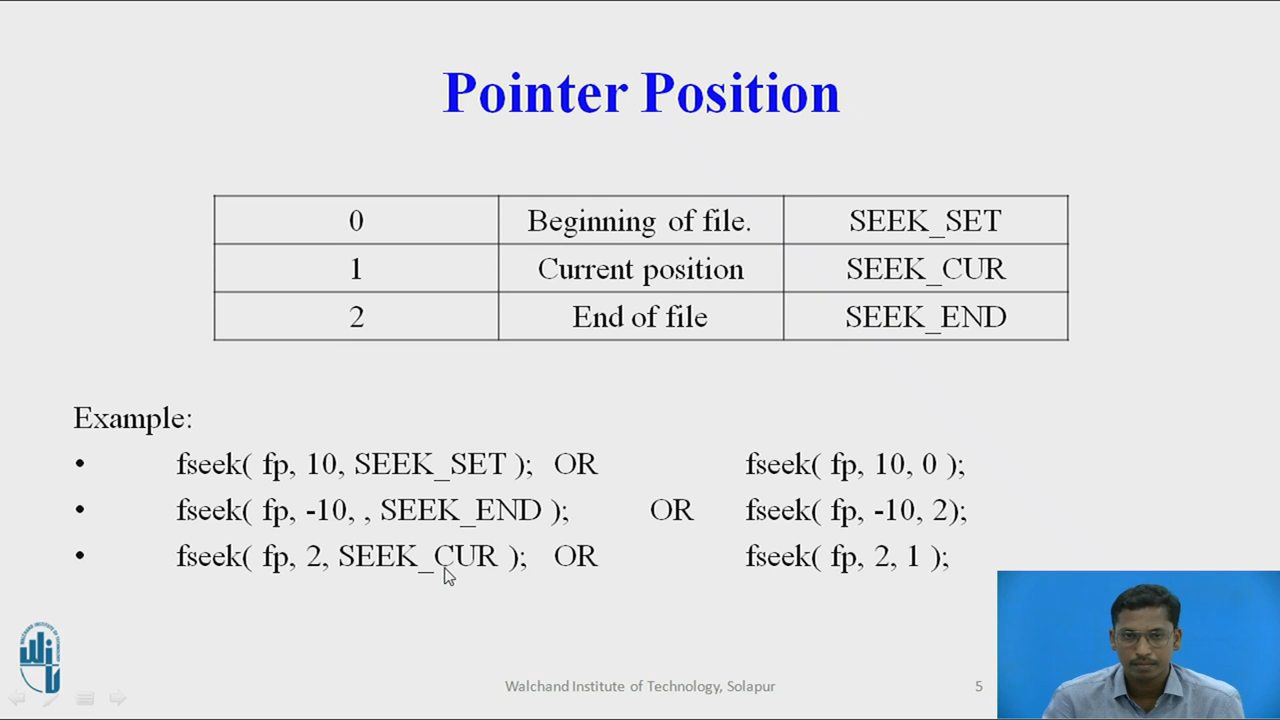 Pointer Position
0 Beginning of file. SEEK_SET
1 Current position SEEK_CUR
2 End of file SEEK_END
Example:
• fseek( fp, 10, SEEK_SET ); OR fseek( fp, 10, 0 );
• fseek( fp, -10, , SEEK_END ); OR fseek( fp, -10, 2);
• fseek( fp, 2, SEEK_CUR ); OR fseek( fp, 2, 1 );
Walchand Institute of Technology, Solapur 5